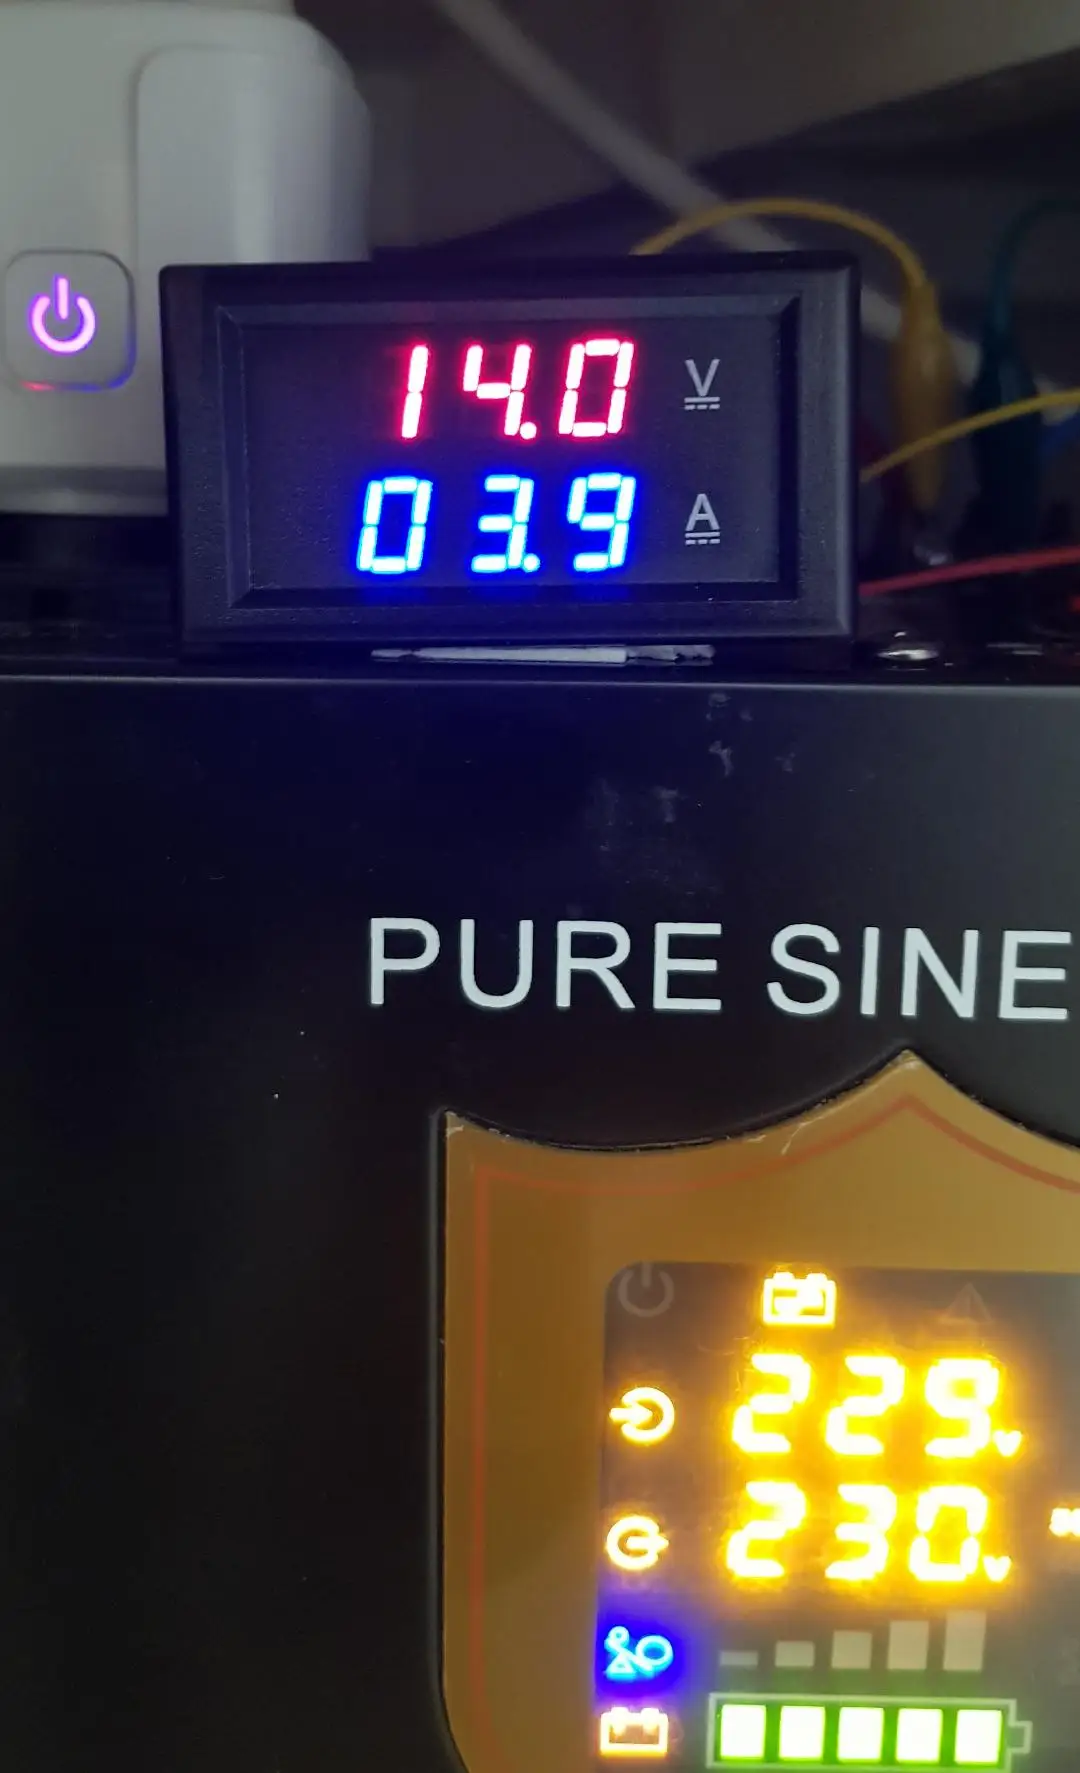 14.0 V
03.9 A
PURE SINE
229 V
230 V